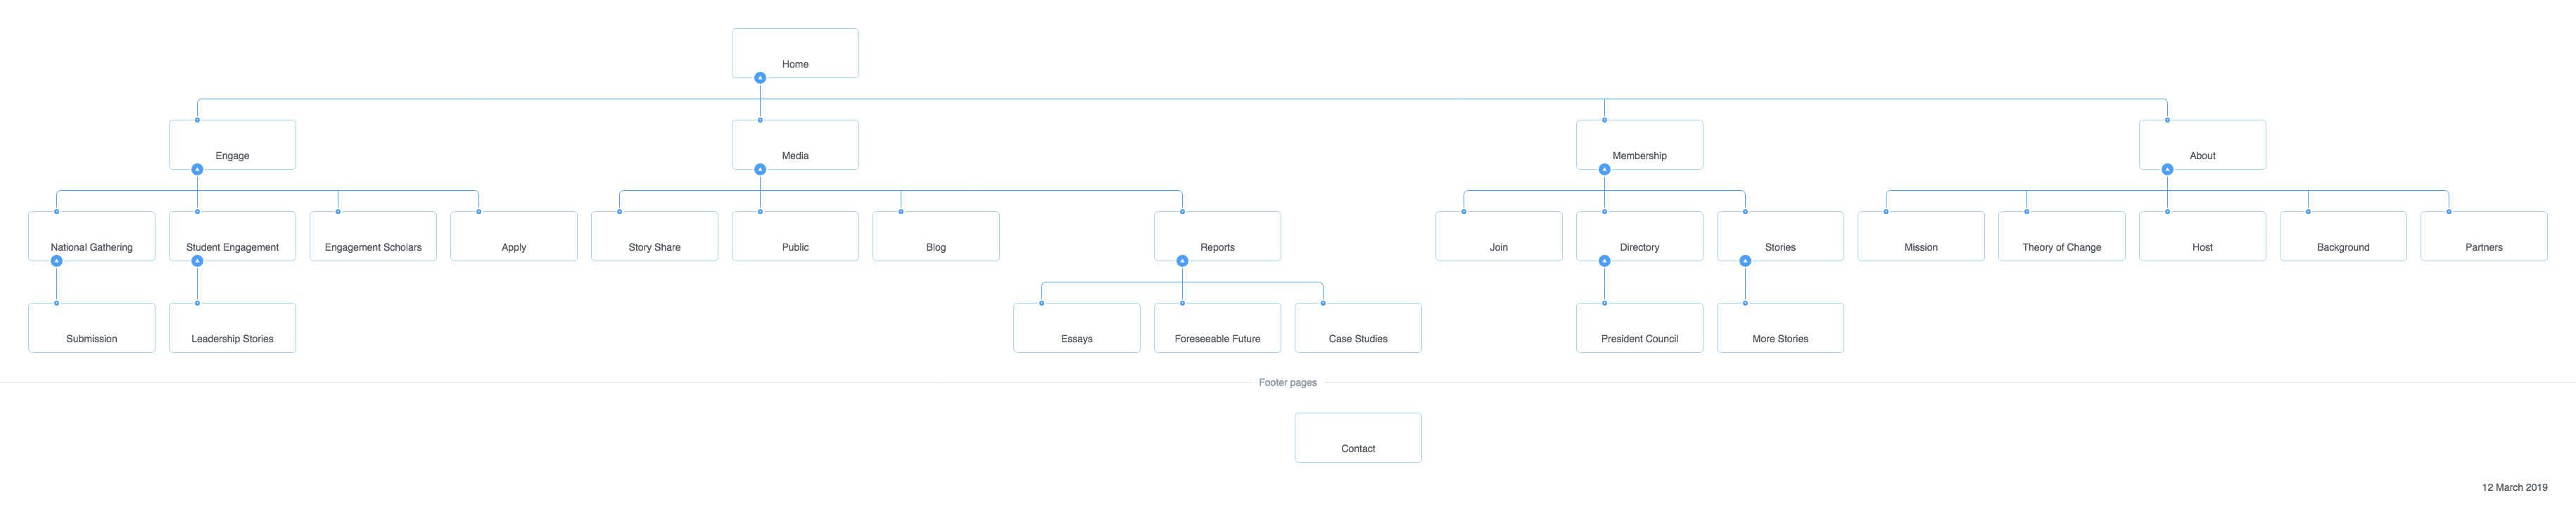 Home
Engage
Media
Membership
About
National Gathering
Student Engagement
Engagement Scholars
Apply
Story Share
Public
Blog
Reports
Join
Directory
Stories
Mission
Theory of Change
Host
Background
Partners
Submission
Leadership Stories
Essays
Foreseeable Future
Case Studies
President Council
More Stories
Footer pages
Contact
12 March 2019